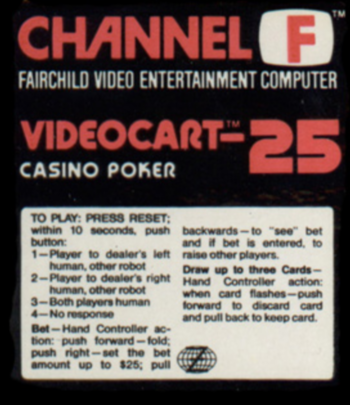 CHANNEL F™
FAIRCHILD VIDEO ENTERTAINMENT COMPUTER
VIDEOCART™-25
CASINO POKER
TO PLAY: PRESS RESET;
within 10 seconds, push
button:
1—Player to dealer's left
human, other robot
2—Player to dealer's right
human, other robot
3—Both players human
4—No response
Bet—Hand Controller ac-
tion: push forward—fold;
push right—set the bet
amount up to $25; pull
backwards—to "see" bet
and if bet is entered, to
raise other players.
Draw up to three Cards—
Hand Controller action:
when card flashes—push
forward to discard card
and pull back to keep card.